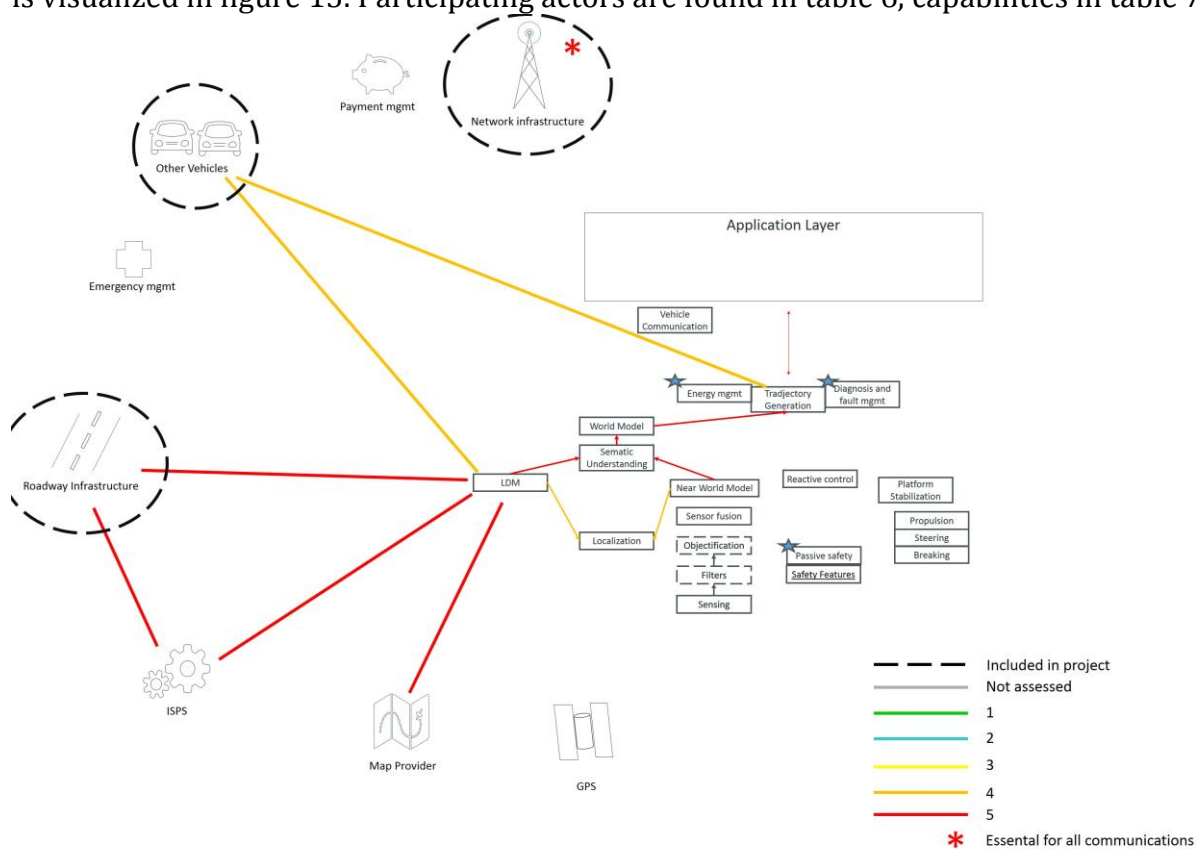 is visualized in figure 13. Participating actors are found in table 6, capabilities in table 7
*
Payment mgmt
Network infrastructure
Other Vehicles
Application Layer
Emergency mgmt
Vehicle
Communication
Energy mgmt
Tradjectory
Generation
Diagnosis and
fault mgmt
World Model
Sematic
Understanding
Roadway Infrastructure
LDM
Near World Model
Reactive control
Platform
Stabilization
Sensor fusion
Propulsion
Localization
Objectification
Steering
Passive safety
Breaking
Filters
Safety Features
Sensing
Included in project
Not assessed
ISPS
1
2
Map Provider
3
GPS
4
5
* Essental for all communications